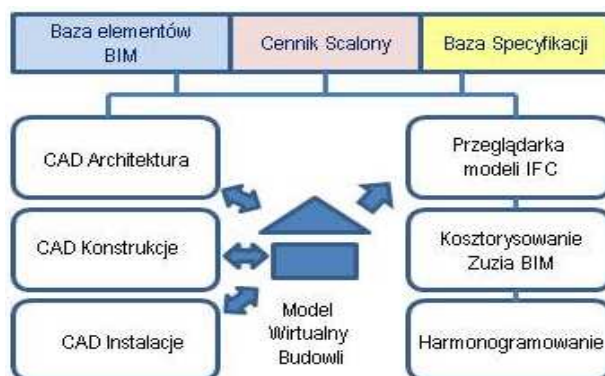 Baza elementów
BIM
Cennik Scalony
Baza Specyfikacji
CAD Architektura
CAD Konstrukcje
CAD Instalacje
Model
Wirtualny
Budowli
Przeglądarka
modeli IFC
Kosztorysowanie
Zuzia BIM
Harmonogramowanie